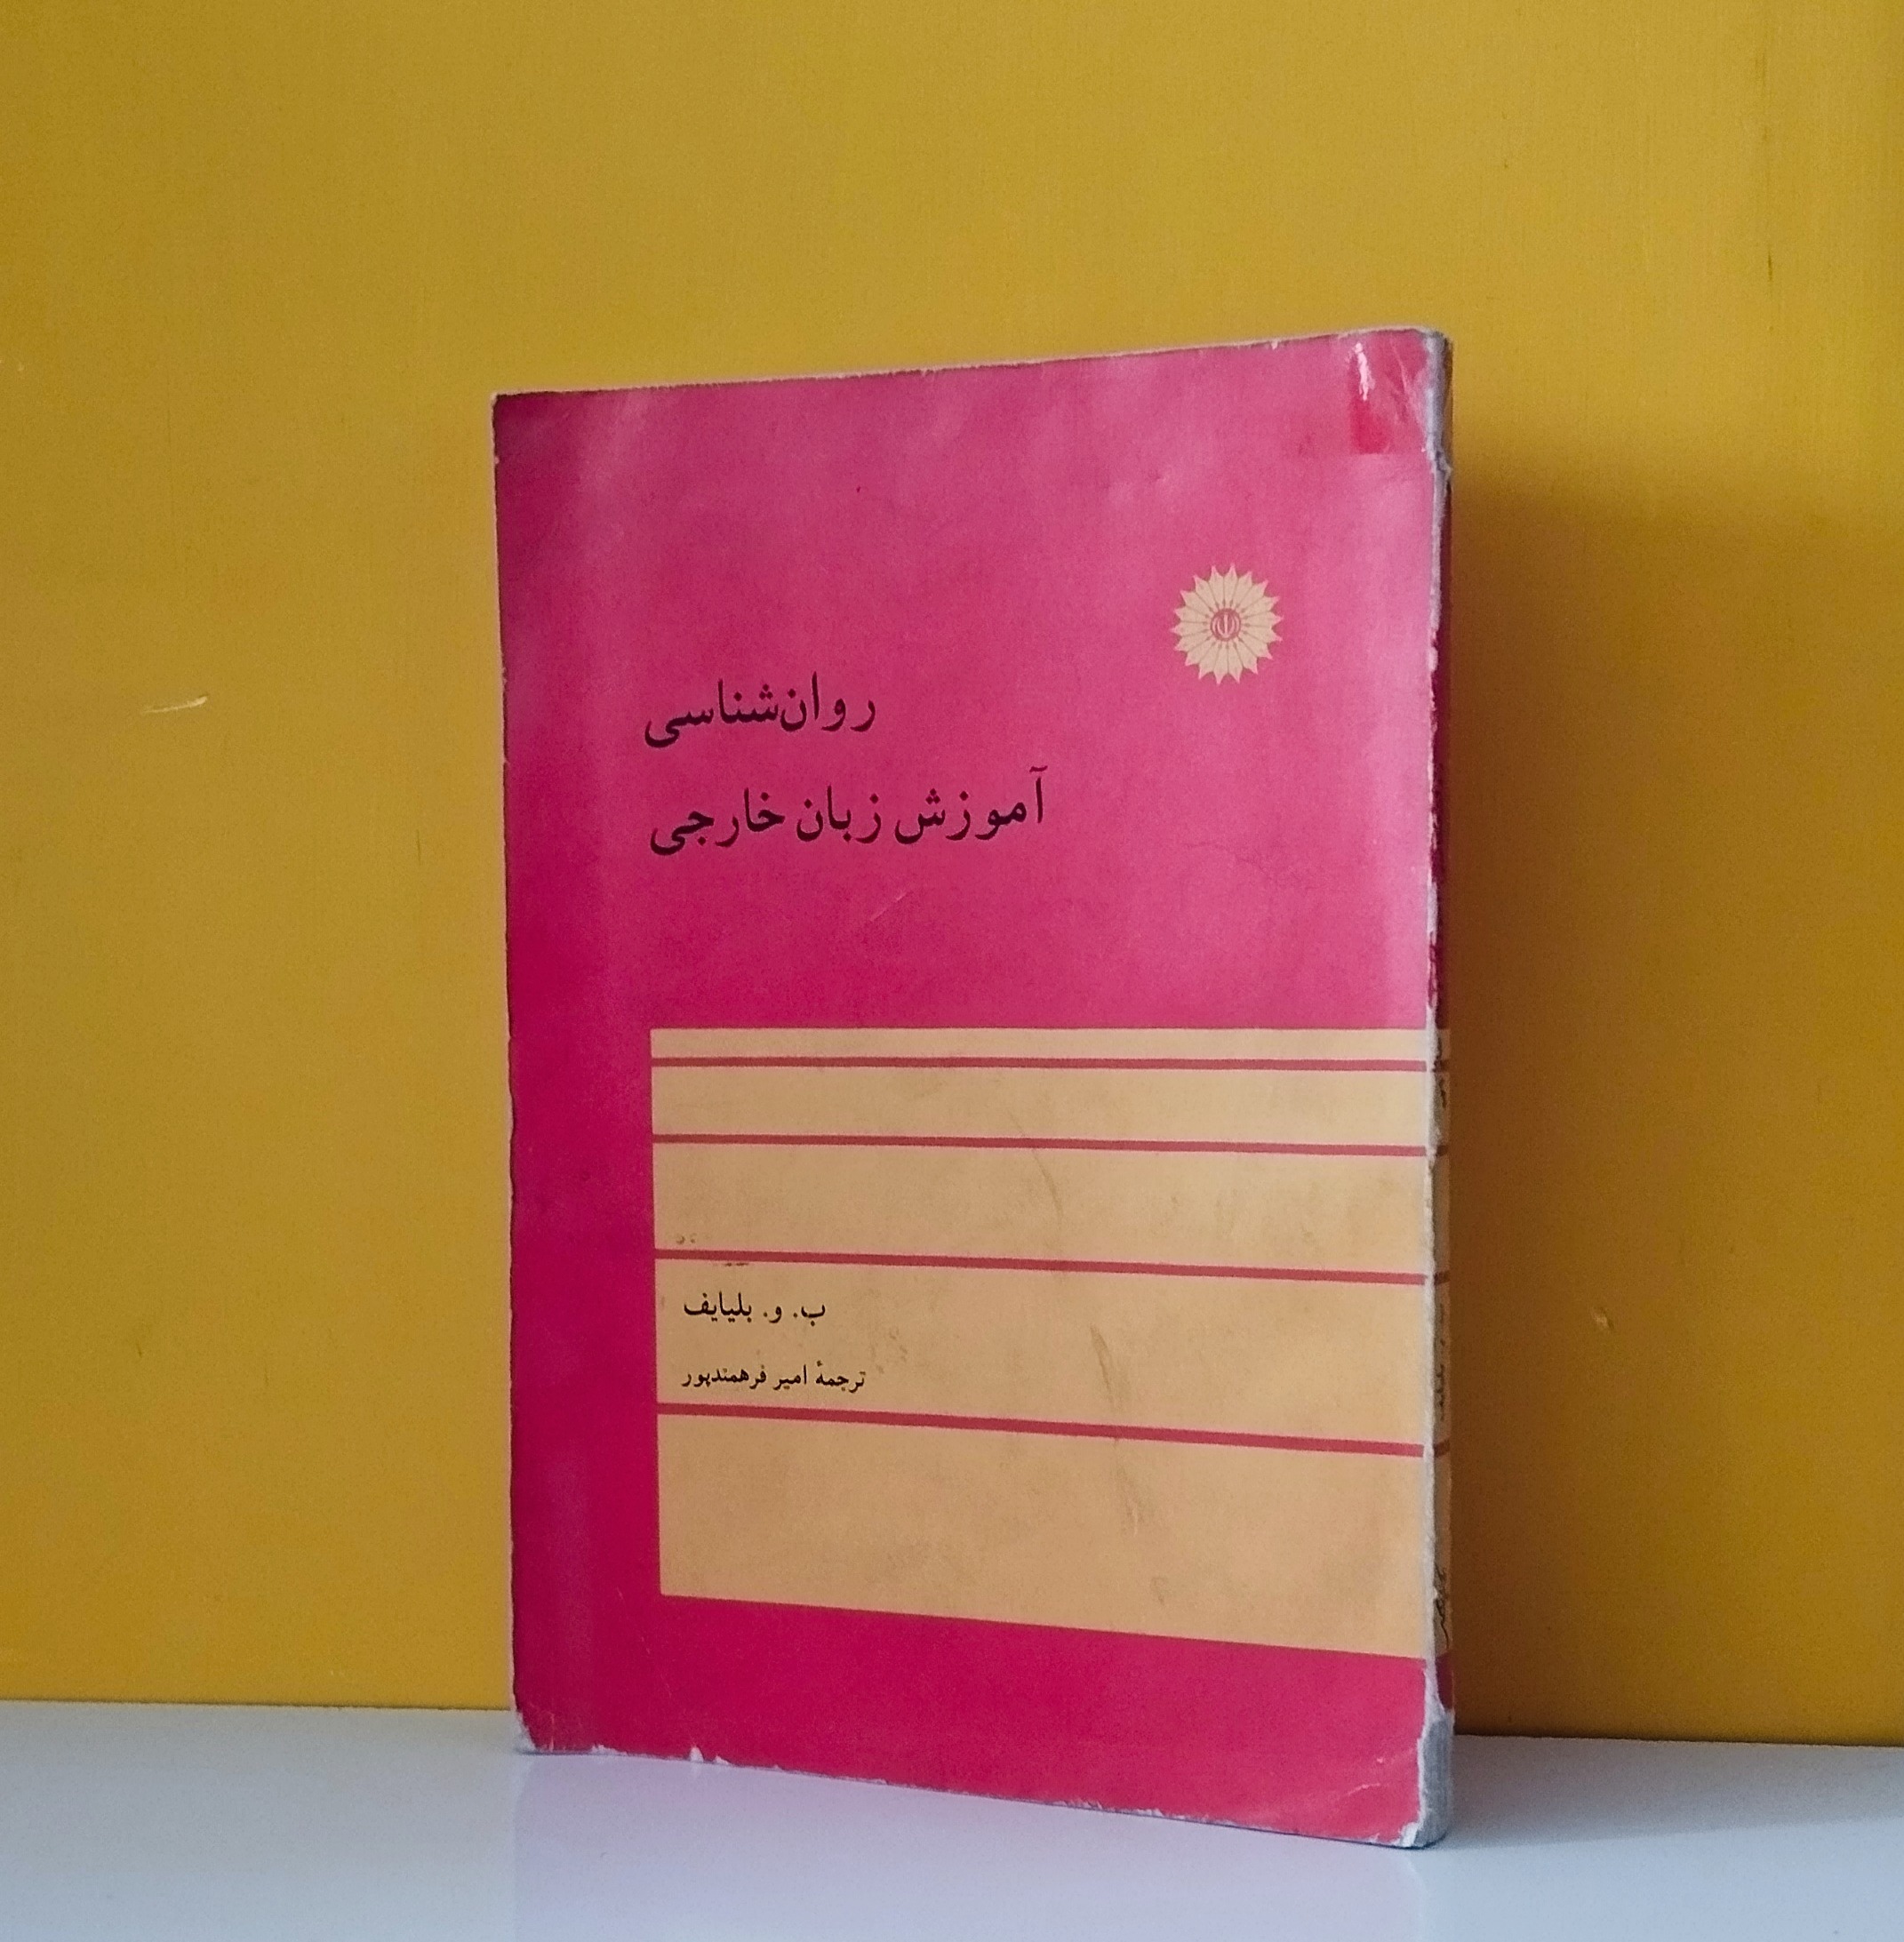 روان‌شناسی
آموزش زبان خارجی
ب. و. بلیایف
ترجمهٔ امیر فرهمندپور